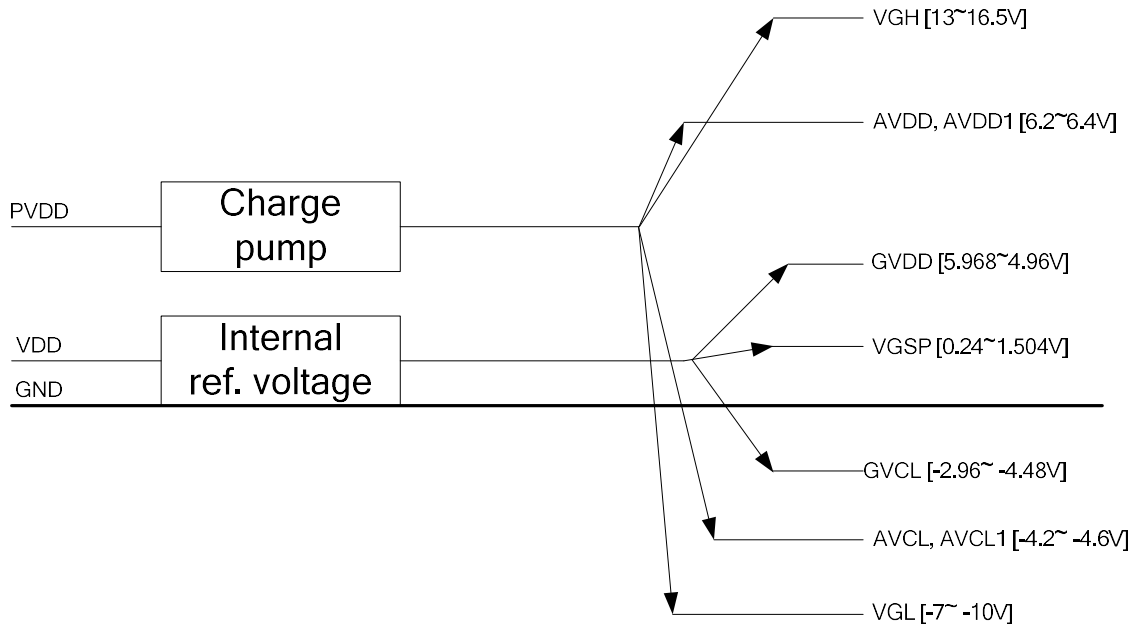 VGH [13~16.5V]
AVDD, AVDD1 [6.2~6.4V]
PVDD
Charge
pump
GVDD [5.968~4.96V]
VDD
Internal
ref. voltage
VGSP [0.24~1.504V]
GND
GVCL [-2.96~ -4.48V]
AVCL, AVCL1 [-4.2~ -4.6V]
VGL [-7~ -10V]